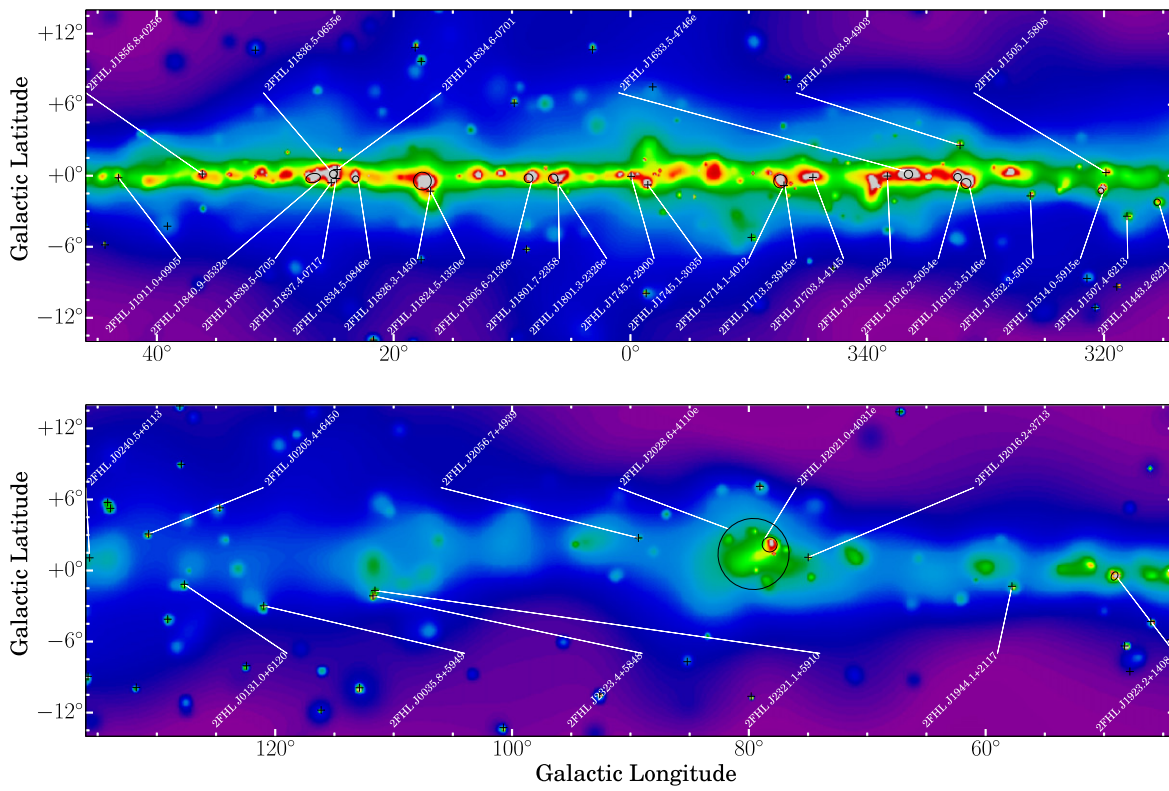 2FHL J1856.8+0256
2FHL J1836.5-0655e
2FHL J1834.6-0701
2FHL J1633.5-4746e
2FHL J1603.9-4903
2FHL J1505.1-5808
Galactic Latitude
+12°
+6°
+0°
−6°
−12°
2FHL J1911.0+0905
2FHL J1840.9-0532e
2FHL J1839.5-0705
2FHL J1837.4-0717
2FHL J1834.5-0846e
2FHL J1826.3-1450
2FHL J1824.5-1350e
2FHL J1805.6-2136e
2FHL J1801.7-2358
2FHL J1801.3-2326e
2FHL J1745.7-2900
2FHL J1745.1-3035
2FHL J1714.1-4012
2FHL J1713.5-3945e
2FHL J1703.4-4145
2FHL J1640.6-4632
2FHL J1616.2-5054e
2FHL J1615.3-5146e
2FHL J1552.3-5610
2FHL J1514.0-5915e
2FHL J1507.4-6213
2FHL J1443.2-621
40°
20°
0°
340°
320°
2FHL J0240.5+6113
2FHL J0205.4+6450
2FHL J2056.7+4939
2FHL J2028.6+4110e
2FHL J2021.0+4031e
2FHL J2016.2+3713
Galactic Latitude
+12°
+6°
+0°
−6°
−12°
2FHL J0131.0+6120
2FHL J0035.8+5949
2FHL J2323.4+5848
2FHL J2321.1+5910
2FHL J1944.1+2117
2FHL J1923.2+1408
120°
100°
80°
60°
Galactic Longitude